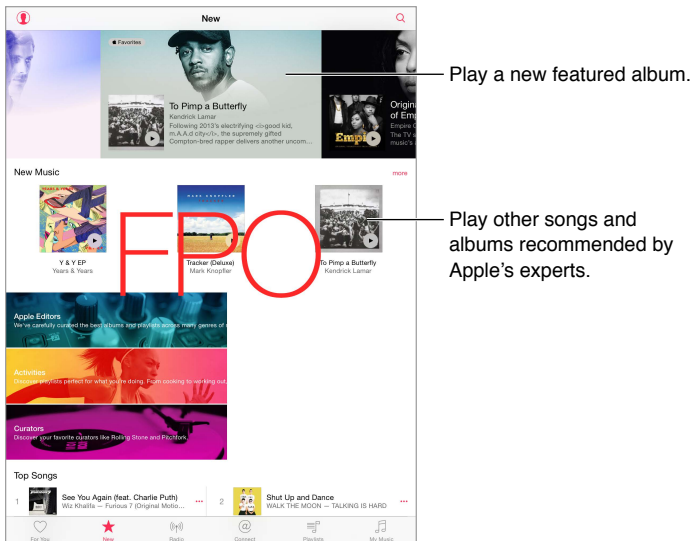 New
Favorites
To Pimp a Butterfly
Kendrick Lamar
Following 2013's electrifying <i>good kid,
m.A.A.d city</i>, the supremely gifted
Compton-bred rapper delivers another uncom...
Origina
of Emp
Empire C
The TV s
music's a
Empi
Play a new featured album.
New Music
more
YEARS & YEARS
MARK KNOPFLER
FPO
Y & Y EP
Years & Years
Tracker (Deluxe)
Mark Knopfler
To Pimp a Butterfly
Kendrick Lamar
Play other songs and
albums recommended by
Apple's experts.
Apple Editors
We've carefully curated the best albums and playlists across many genres of
Activities
Discover playlists perfect for what you're doing. From cooking to working out,
Curators
Discover your favorite curators like Rolling Stone and Pitchfork.
Top Songs
1
See You Again (feat. Charlie Puth)
Wiz Khalifa — Furious 7 (Original Motio...
2
Shut Up and Dance
WALK THE MOON — TALKING IS HARD
For You
New
Radio
Connect
Playlists
My Music